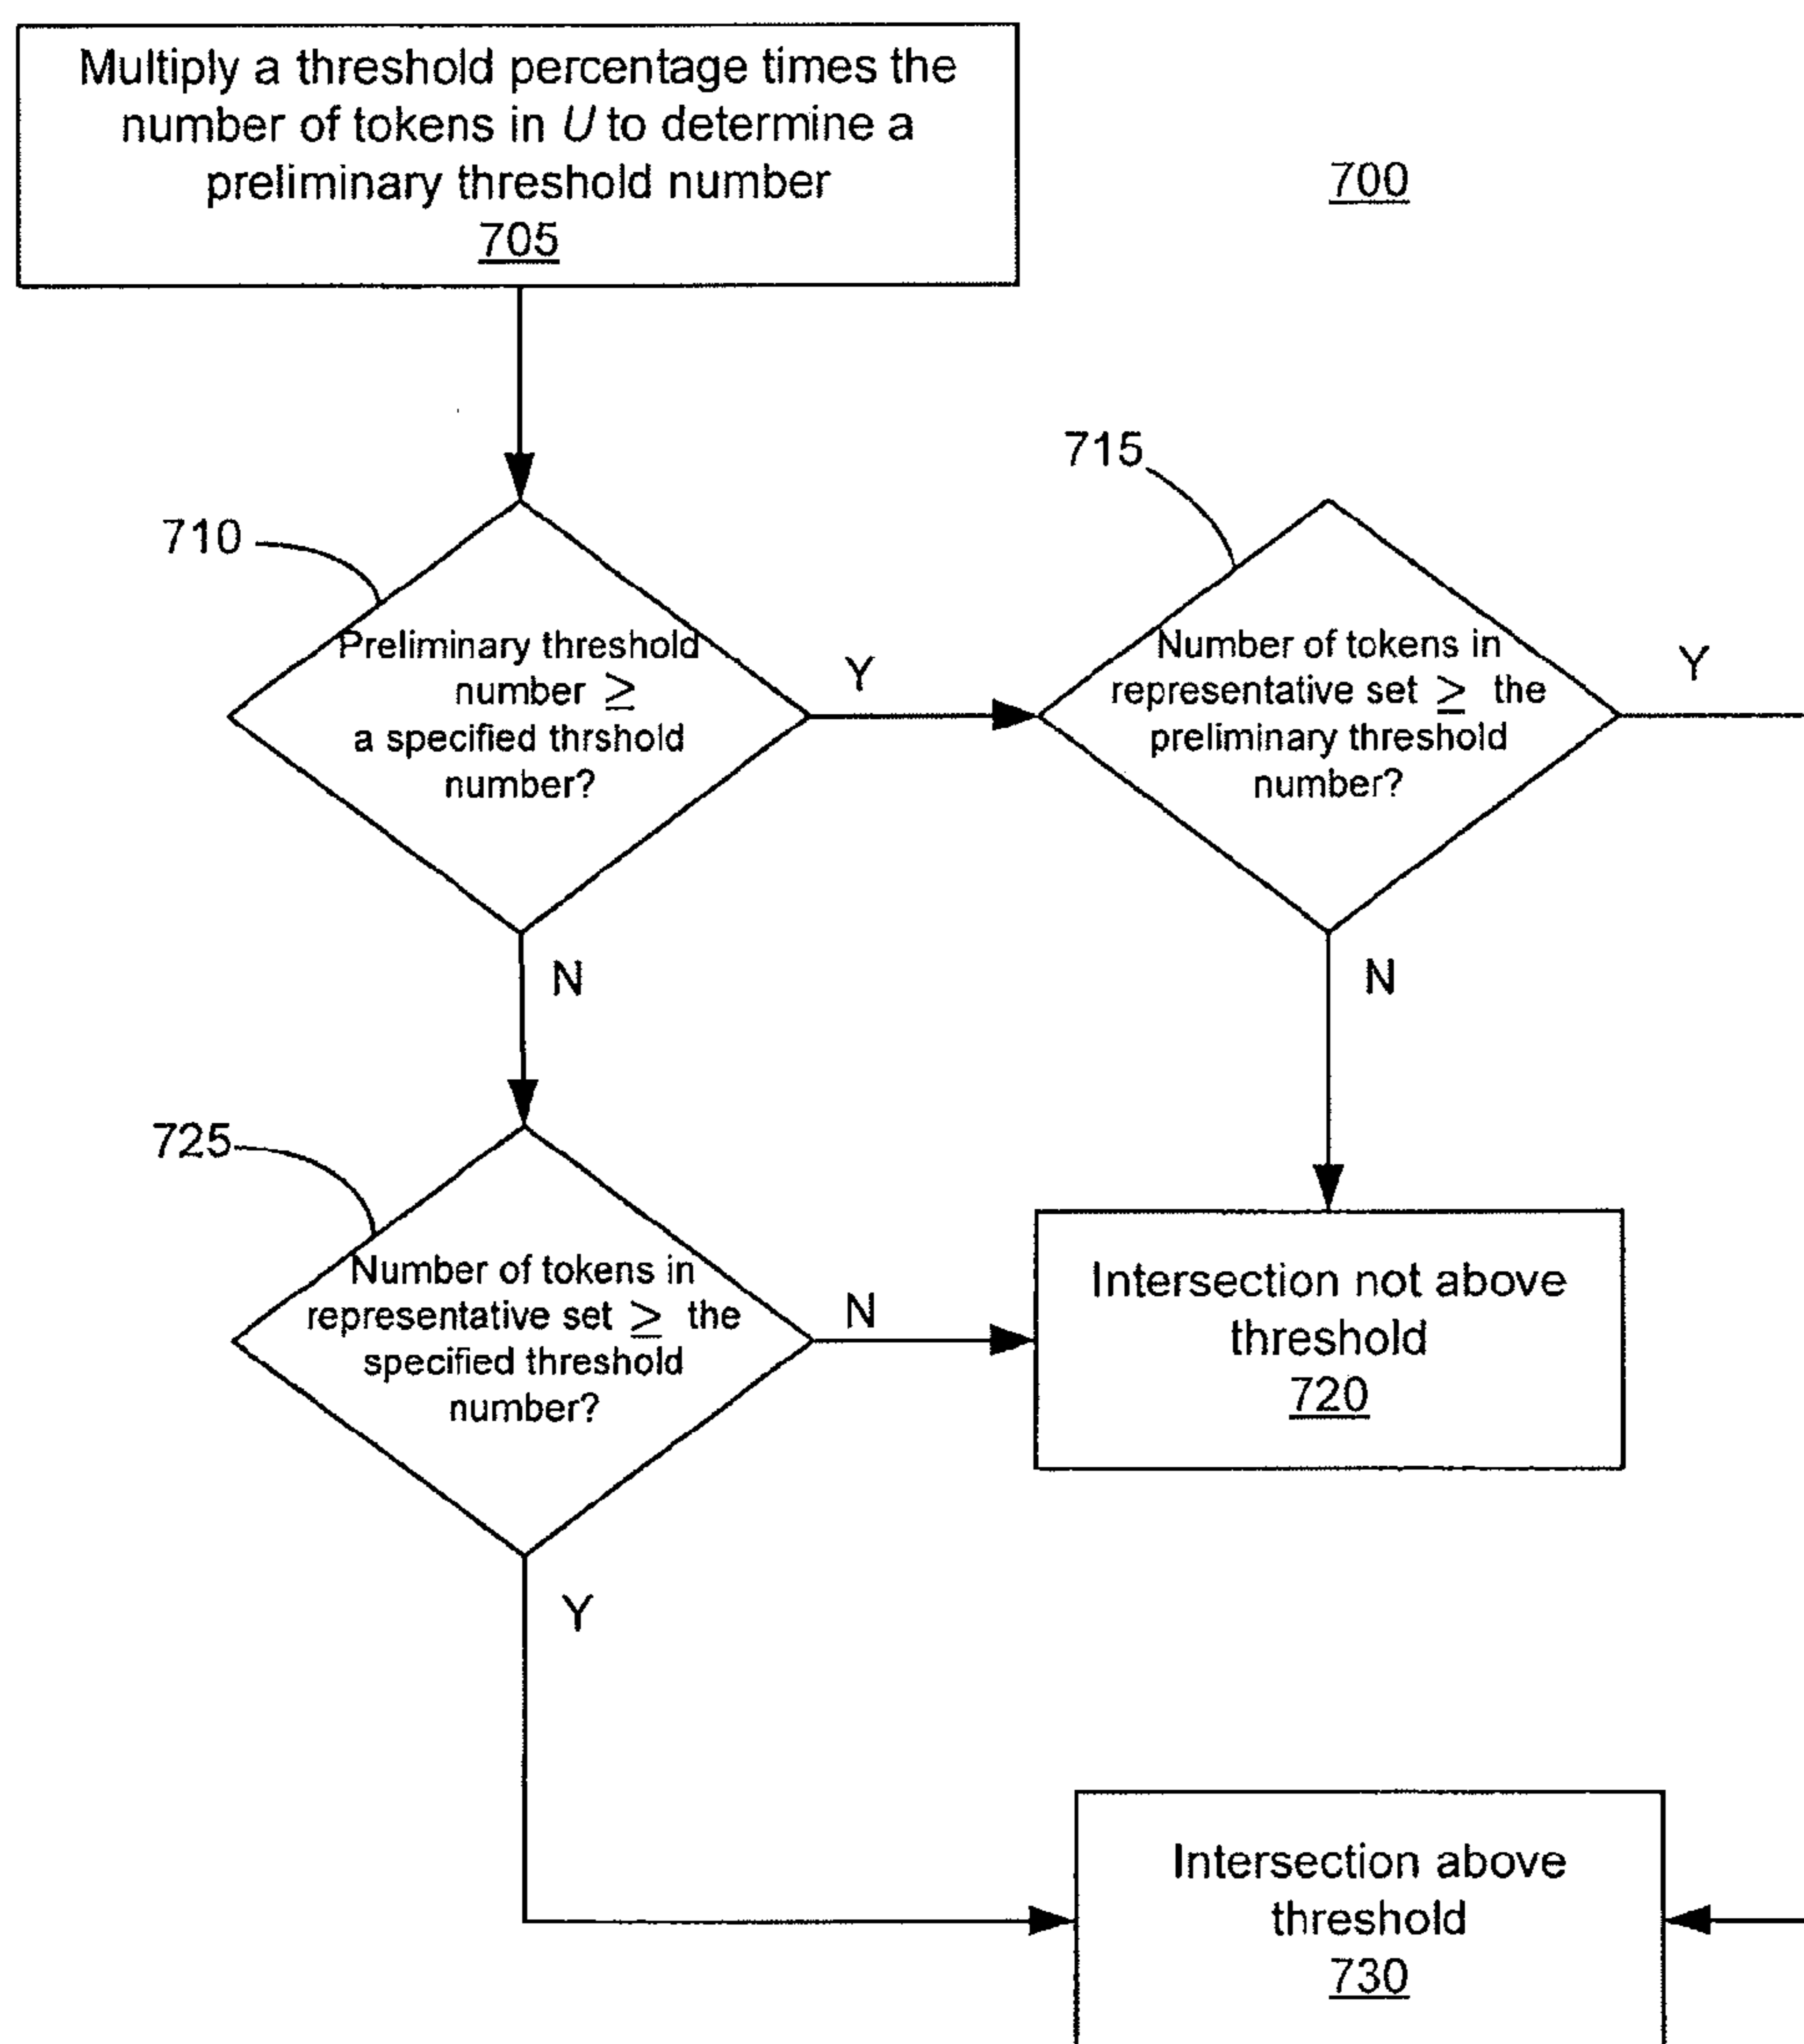 Multiply a threshold percentage times the
number of tokens in U to determine a
preliminary threshold number
705
700
715
710
Preliminary threshold
number ≥
a specified thrshold
number?
Y
Number of tokens in
representative set ≥ the
preliminary threshold
number?
Y
N
N
725
Number of tokens in
representative set ≥ the
specified threshold
number?
N
Intersection not above
threshold
720
Y
Intersection above
threshold
730